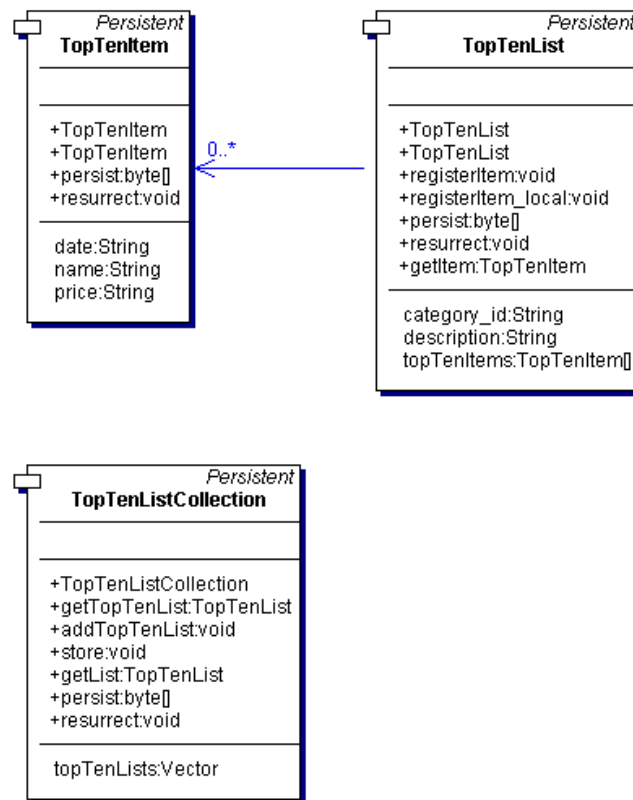 Persistent
TopTenItem
+TopTenItem
+TopTenItem
+persist:byte[]
+resurrect:void
date:String
name:String
price:String
0..*
Persistent
TopTenList
+TopTenList
+TopTenList
+registerItem:void
+registerItem_local:void
+persist:byte[]
+resurrect:void
+getItem:TopTenItem
category_id:String
description:String
topTenItems:TopTenItem[]
Persistent
TopTenListCollection
+TopTenListCollection
+getTopTenList:TopTenList
+addTopTenList:void
+store:void
+getList:TopTenList
+persist:byte[]
+resurrect:void
topTenLists:Vector